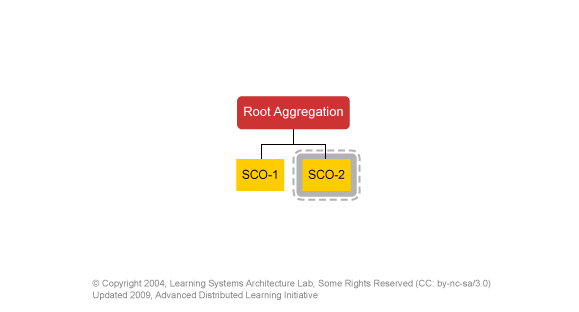 Root Aggregation
SCO-1
SCO-2
© Copyright 2004, Learning Systems Architecture Lab, Some Rights Reserved (CC: by-nc-sa/3.0)
Updated 2009, Advanced Distributed Learning Initiative